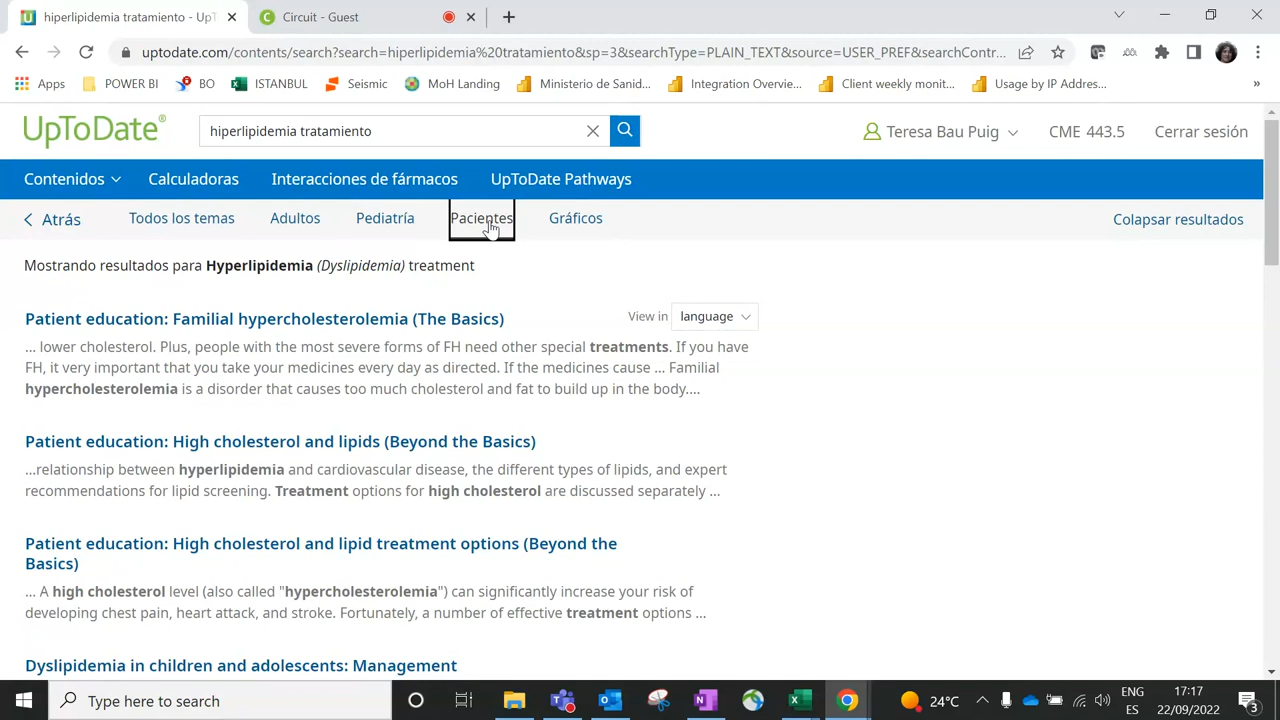 hiperlipidemia tratamiento - UpT
Circuit - Guest
uptodate.com/contents/search?search=hiperlipidemia%20tratamiento&sp=3&searchType=PLAIN_TEXT&source=USER_PREF&searchContr...
Apps POWER BI BO ISTANBUL Seismic MoH Landing Ministerio de Sanid... Integration Overvie... Client weekly monit... Usage by IP Addres... »
UpToDate® hiperlipidemia tratamiento Teresa Bau Puig CME 443.5 Cerrar sesión
Contenidos Calculadoras Interacciones de fármacos UpToDate Pathways
Atrás Todos los temas Adultos Pediatría Pacientes Gráficos Colapsar resultados
Mostrando resultados para Hyperlipidemia (Dyslipidemia) treatment
Patient education: Familial hypercholesterolemia (The Basics) View in language
... lower cholesterol. Plus, people with the most severe forms of FH need other special treatments. If you have
FH, it very important that you take your medicines every day as directed. If the medicines cause ... Familial
hypercholesterolemia is a disorder that causes too much cholesterol and fat to build up in the body....
Patient education: High cholesterol and lipids (Beyond the Basics)
...relationship between hyperlipidemia and cardiovascular disease, the different types of lipids, and expert
recommendations for lipid screening. Treatment options for high cholesterol are discussed separately ...
Patient education: High cholesterol and lipid treatment options (Beyond the
Basics)
... A high cholesterol level (also called "hypercholesterolemia") can significantly increase your risk of
developing chest pain, heart attack, and stroke. Fortunately, a number of effective treatment options ...
Dyslipidemia in children and adolescents: Management
Type here to search 24°C ENG 17:17
ES 22/09/2022 3